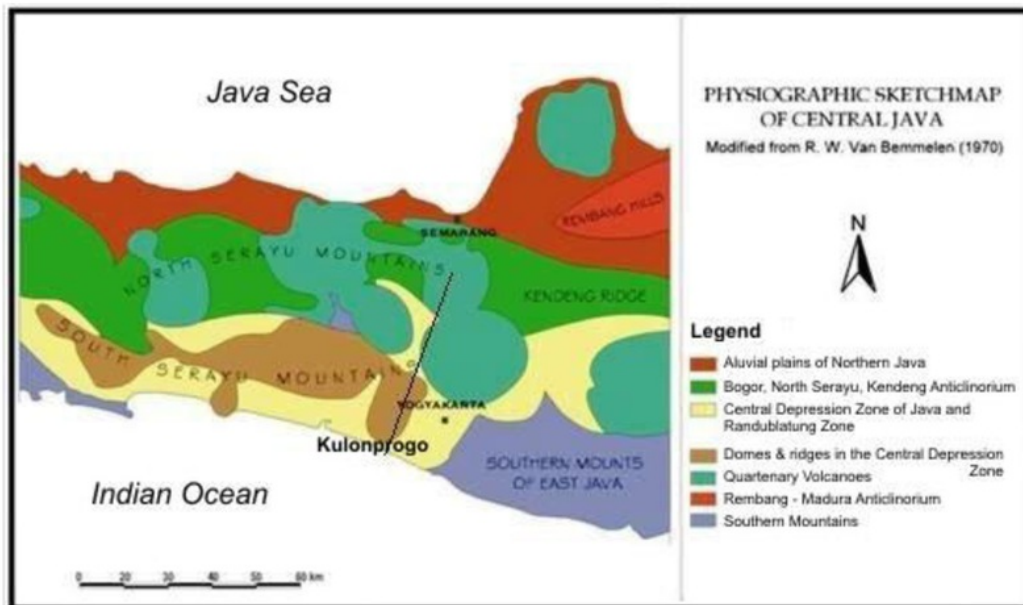 Java Sea
PHYSIOGRAPHIC SKETCHMAP
OF CENTRAL JAVA
Modified from R. W. Van Bemmelen (1970)
REMBANG HILLS
SEMARANG
N
NORTH SERAYU MOUNTAINS
KENDENG RIDGE
SOUTH SERAYU MOUNTAINS
YOGYAKARTA
Kulonprogo
SOUTHERN MOUNTS
OF EAST JAVA
Indian Ocean
0 20 30 40 50 60 km
Legend
Aluvial plains of Northern Java
Bogor, North Serayu, Kendeng Anticlinorium
Central Depression Zone of Java and
Randublatung Zone
Domes & ridges in the Central Depression
Zone
Quartenary Volcanoes
Rembang - Madura Anticlinorium
Southern Mountains